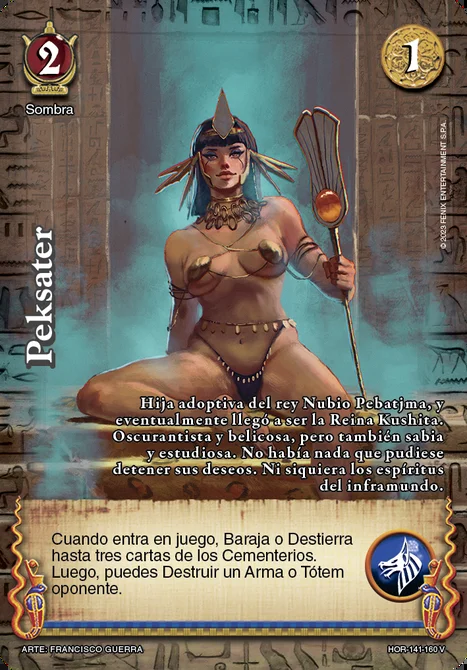 2
1
Sombra
© 2023 FENIX ENTERTAINMENT S.P.A.
Peksater
Hija adoptiva del rey Nubio Pebatjma, y
eventualmente llegó a ser la Reina Kushita.
Oscurantista y belicosa, pero también sabia
y estudiosa. No había nada que pudiese
detener sus deseos. Ni siquiera los espíritus
del inframundo.
Cuando entra en juego, Baraja o Destierra
hasta tres cartas de los Cementerios.
Luego, puedes Destruir un Arma o Tótem
oponente.
ARTE: FRANCISCO GUERRA
HOR-141-160 V